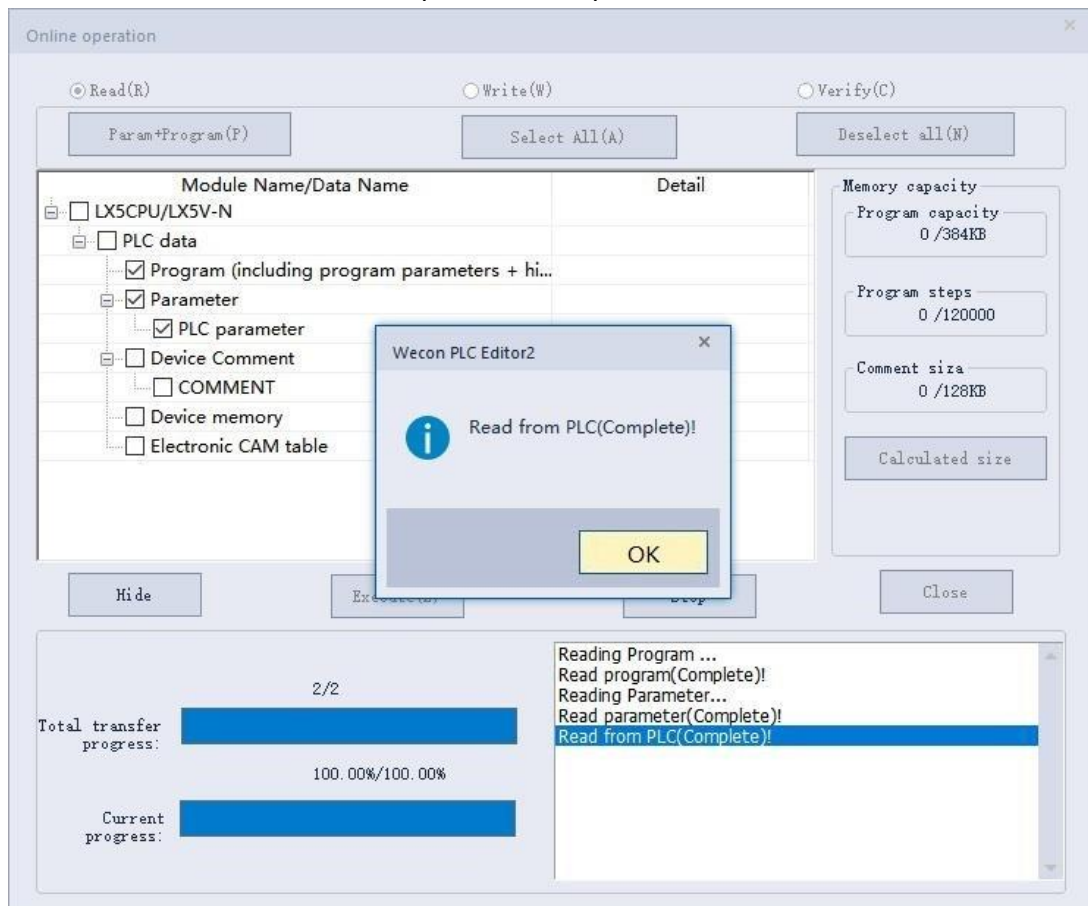 Online operation
Read(R)
Write(W)
Verify(C)
Param+Program(P)
Select All(A)
Deselect all(N)
Module Name/Data Name
Detail
LX5CPU/LX5V-N
PLC data
Program (including program parameters + hi...
Parameter
PLC parameter
Device Comment
COMMENT
Device memory
Electronic CAM table
Memory capacity
Program capacity
0 /384KB
Program steps
0 /120000
Comment siza
0 /128KB
Calculated size
Wecon PLC Editor2
Read from PLC(Complete)!
OK
Hide
Close
2/2
Total transfer
progress:
100.00%/100.00%
Current
progress:
Reading Program ...
Read program(Complete)!
Reading Parameter...
Read parameter(Complete)!
Read from PLC(Complete)!